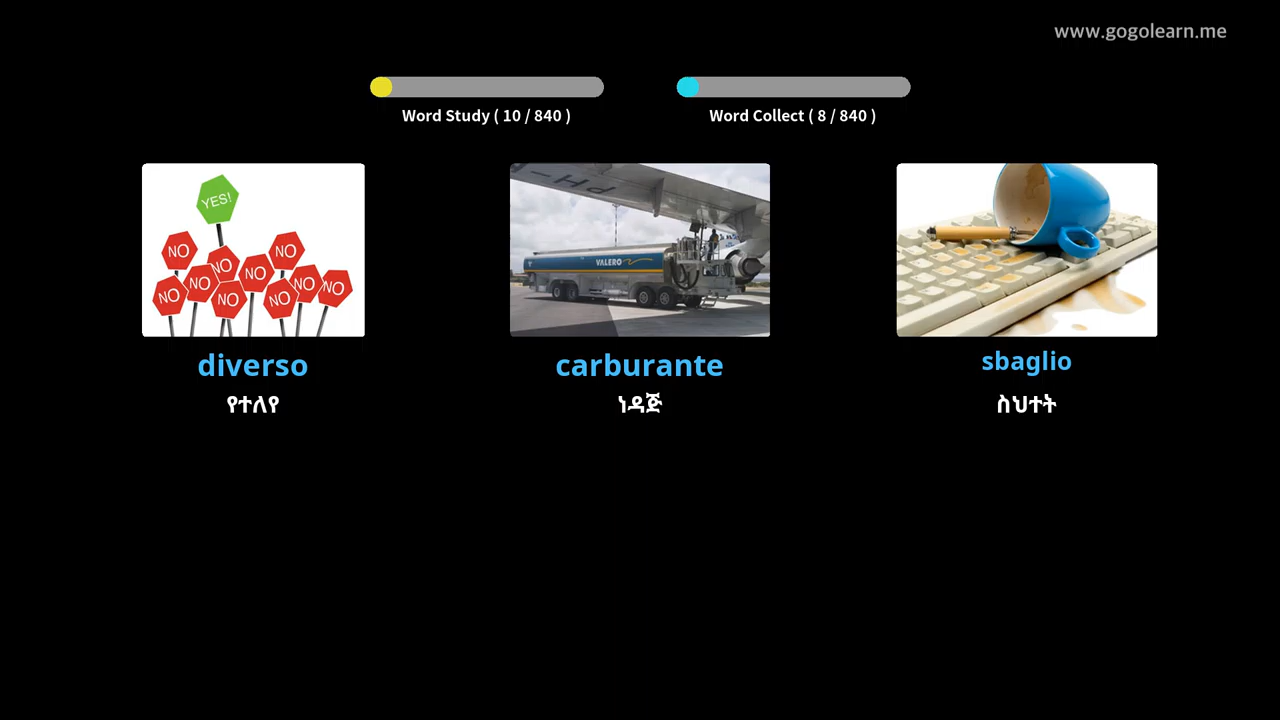 www.gogolearn.me
Word Study ( 10 / 840 )
Word Collect ( 8 / 840 )
YES!
NO
NO
NO
NO
NO
NO
NO
NO
NO
NO
PH-
VALERO
diverso
carburante
sbaglio
የተለየ
ነዳጅ
ስህተት